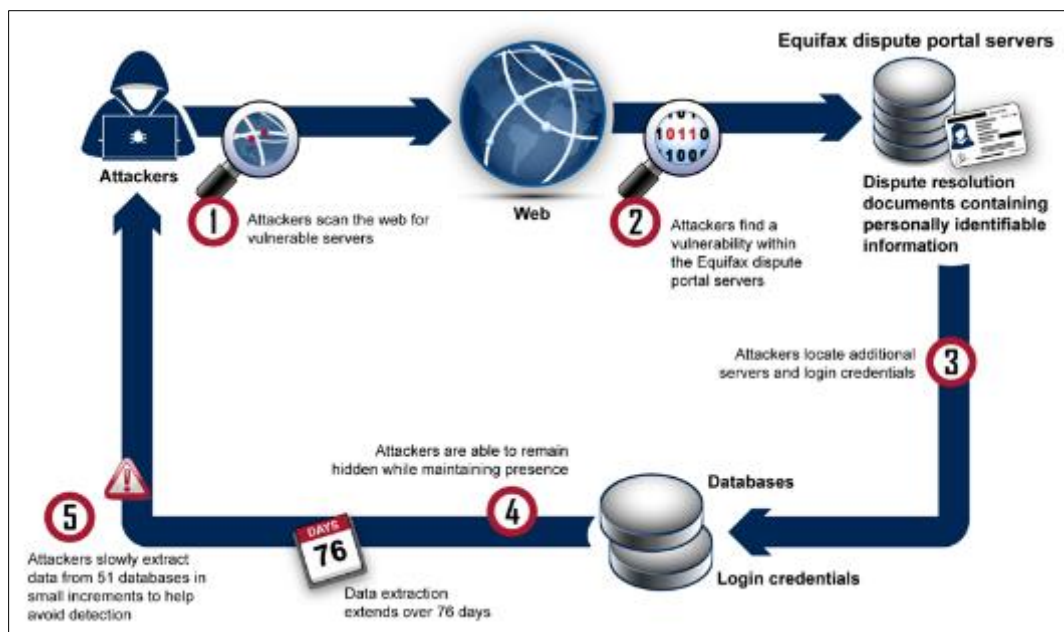 Equifax dispute portal servers
Attackers
1
Attackers scan the web for
vulnerable servers
Web
101
10110
1000
2
Attackers find a
vulnerability within
the Equifax dispute
portal servers
Dispute resolution
documents containing
personally identifiable
information
Attackers locate additional
servers and login credentials
3
Attackers are able to remain
hidden while maintaining presence
4
Databases
Login credentials
DAYS
76
Data extraction
extends over 76 days
5
Attackers slowly extract
data from 51 databases in
small increments to help
avoid detection